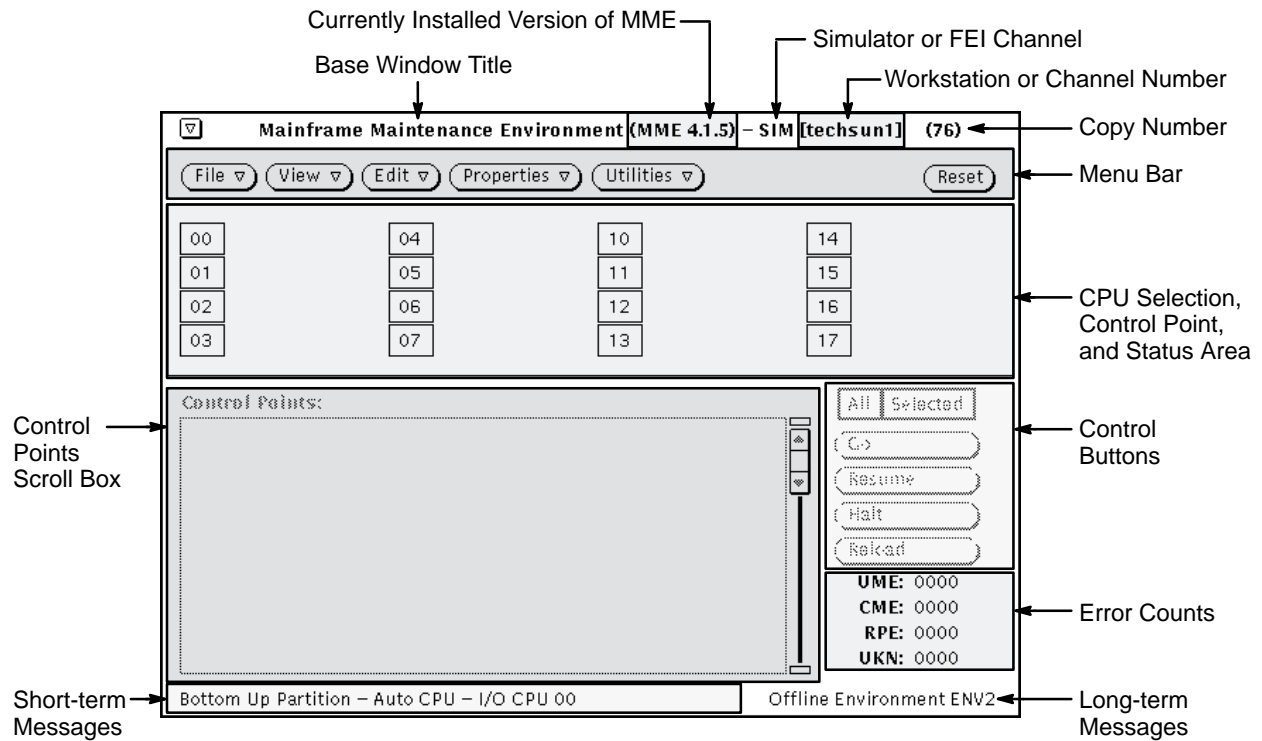 Currently Installed Version of MME
Simulator or FEI Channel
Base Window Title
Workstation or Channel Number
Mainframe Maintenance Environment (MME 4.1.5) – SIM [techsun1] (76)
Copy Number
File View Edit Properties Utilities Reset
Menu Bar
00 04 10 14
01 05 11 15
02 06 12 16
03 07 13 17
CPU Selection,
Control Point,
and Status Area
Control Points:
All Selected
Go
Resume
Halt
Reload
Control
Points
Scroll Box
Control
Buttons
UME: 0000
CME: 0000
RPE: 0000
UKN: 0000
Error Counts
Short-term
Messages
Bottom Up Partition – Auto CPU – I/O CPU 00
Offline Environment ENV2
Long-term
Messages